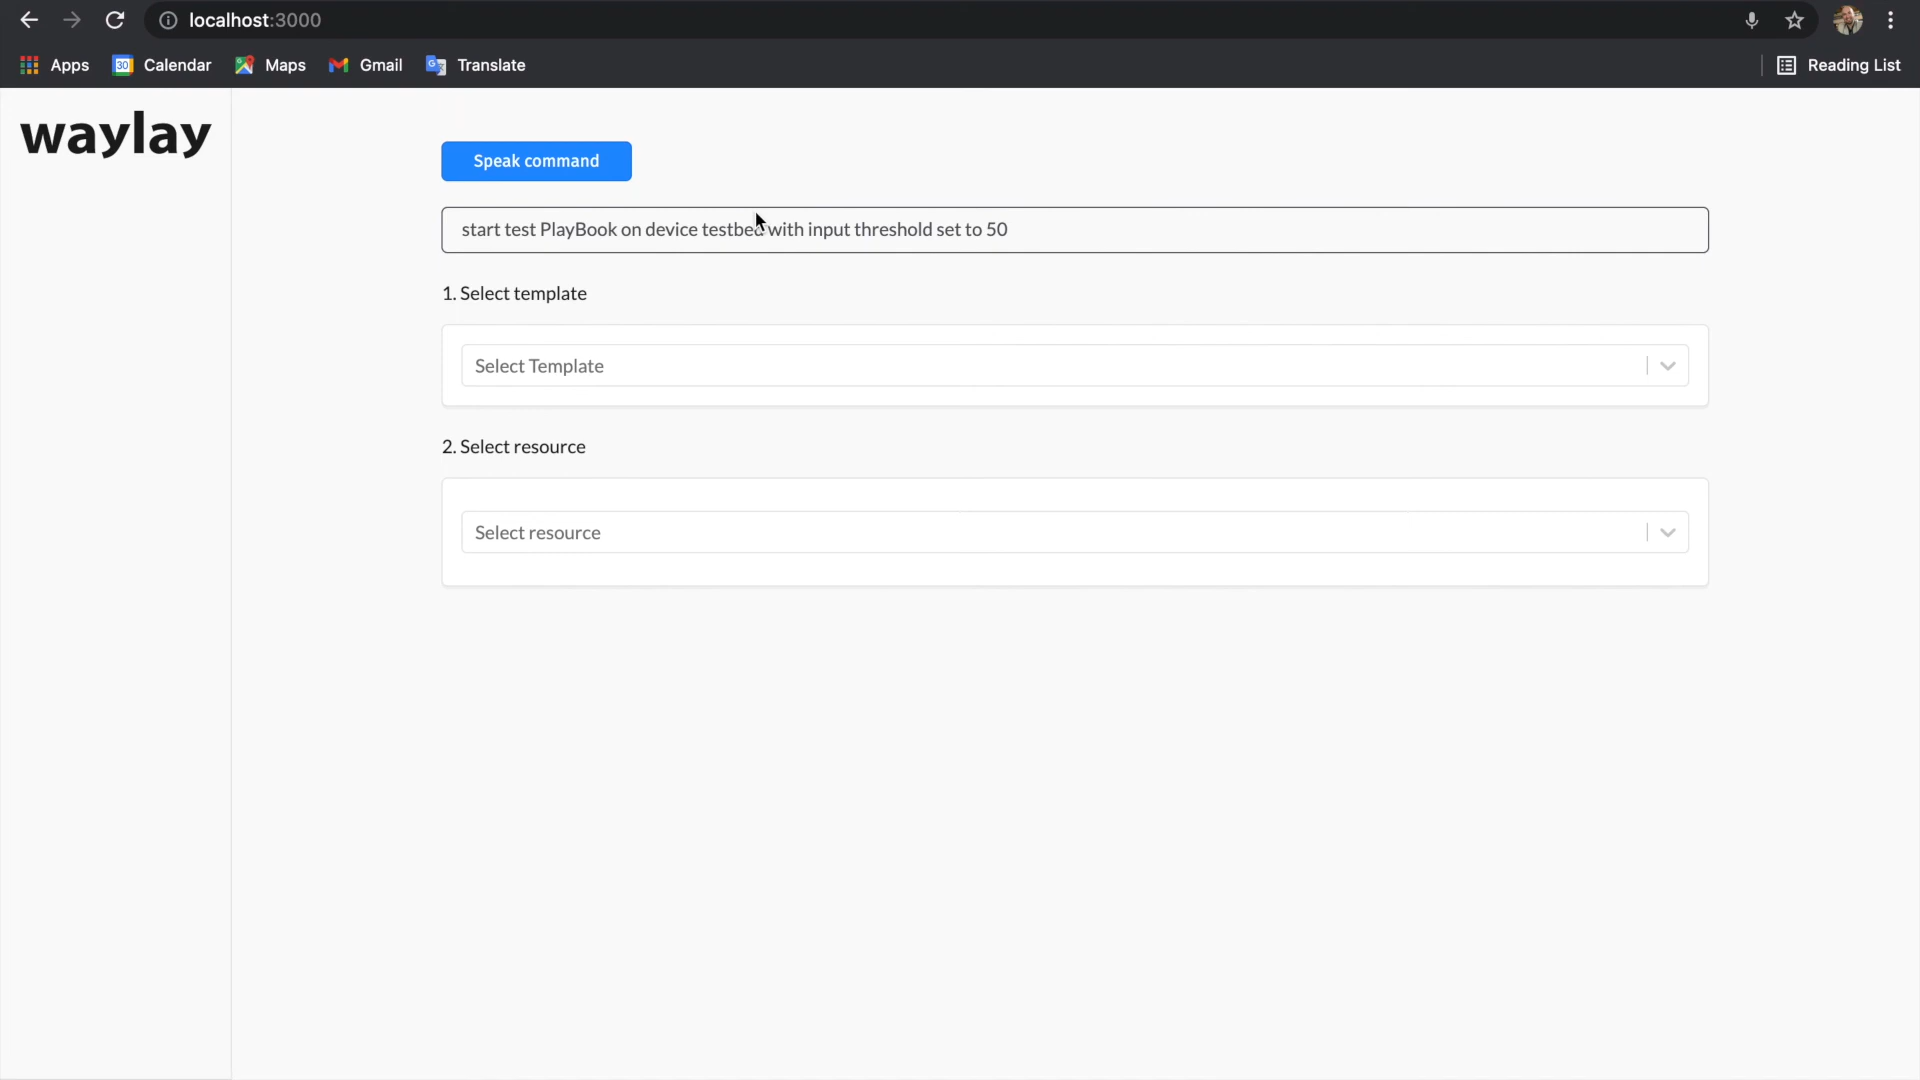 localhost:3000
Apps
30 Calendar
Maps
Gmail
Translate
Reading List
waylay
Speak command
start test PlayBook on device testbed with input threshold set to 50
1. Select template
Select Template
2. Select resource
Select resource